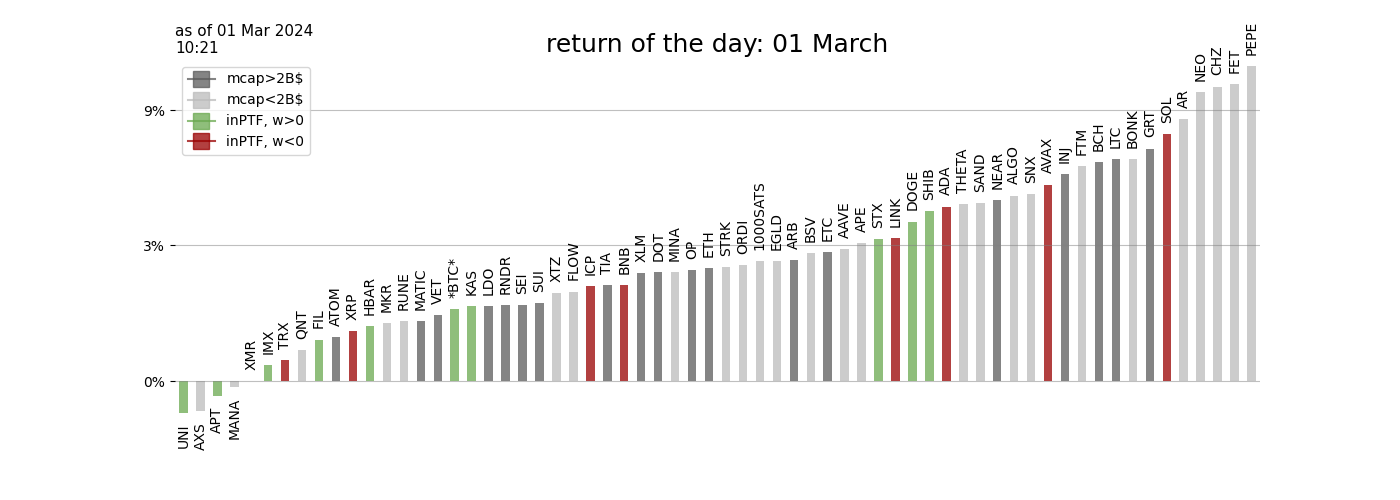 as of 01 Mar 2024
10:21
return of the day: 01 March
mcap>2B$
mcap<2B$
inPTF, w>0
inPTF, w<0
9%
3%
0%
UNI
AXS
APT
MANA
XMR
IMX
TRX
QNT
FIL
ATOM
XRP
HBAR
MKR
RUNE
MATIC
VET
*BTC*
KAS
LDO
RNDR
SEI
SUI
XTZ
FLOW
ICP
TIA
BNB
XLM
DOT
MINA
OP
ETH
STRK
ORDI
1000SATS
EGLD
ARB
BSV
ETC
AAVE
APE
STX
LINK
DOGE
SHIB
ADA
THETA
SAND
NEAR
ALGO
SNX
AVAX
INJ
FTM
BCH
LTC
BONK
GRT
SOL
AR
NEO
CHZ
FET
PEPE